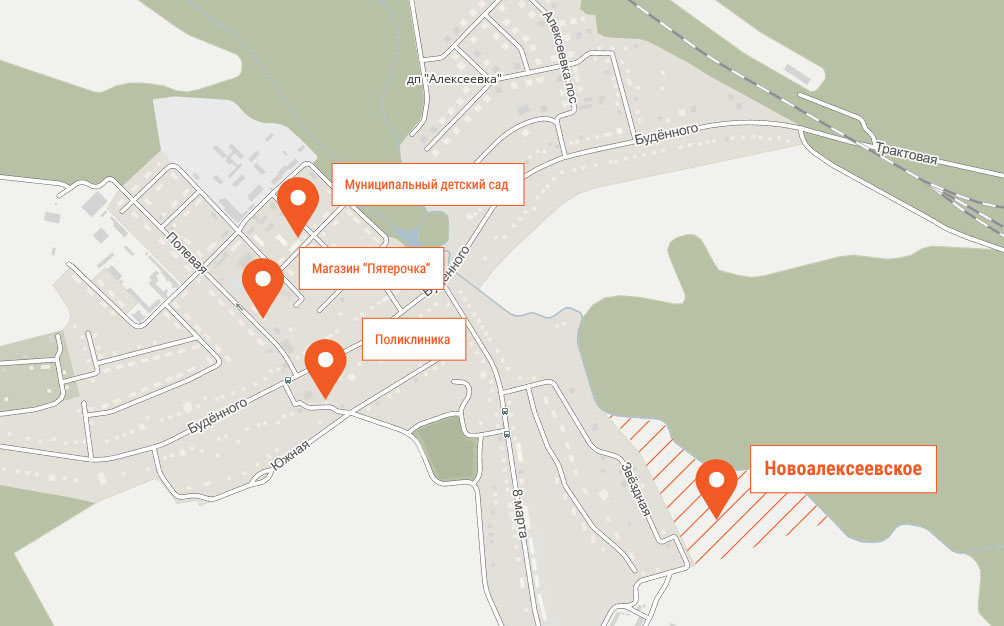 Алексеевка пос
дп "Алексеевка"
Будённого
Трактовая
Муниципальный детский сад
Полевая
Будённого
Магазин “Пятерочка”
Поликлиника
Будённого
Южная
8 марта
Звёздная
Новоалексеевское